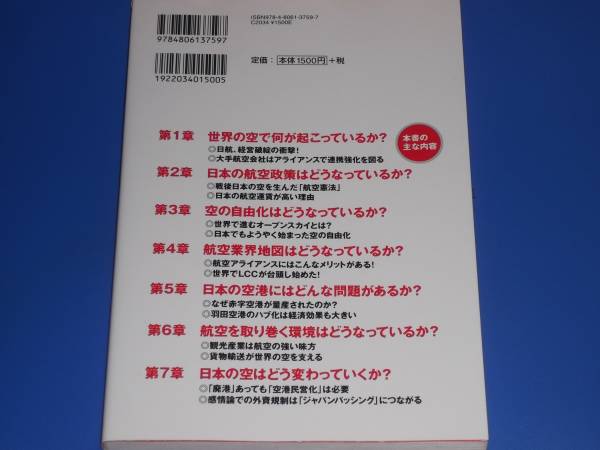 ISBN978-4-8061-3759-7
C2034 ¥1500E
9784806137597
1922034015005
定価：本体1500円+税
本書の
主な内容
第1章 世界の空で何が起こっているか？
◎日航、経営破綻の衝撃！
◎大手航空会社はアライアンスで連携強化を図る
第2章 日本の航空政策はどうなっているか？
◎戦後日本の空を生んだ「航空憲法」
◎日本の航空運賃が高い理由
第3章 空の自由化はどうなっているか？
◎世界で進むオープンスカイとは？
◎日本でもようやく始まった空の自由化
第4章 航空業界地図はどうなっているか？
◎航空アライアンスにはこんなメリットがある！
◎世界でLCCが台頭し始めた！
第5章 日本の空港にはどんな問題があるか？
◎なぜ赤字空港が量産されたのか？
◎羽田空港のハブ化は経済効果も大きい
第6章 航空を取り巻く環境はどうなっているか？
◎観光産業は航空の強い味方
◎貨物輸送が世界の空を支える
第7章 日本の空はどう変わっていくか？
◎「廃港」あっても「空港民営化」は必要
◎感情論での外資規制は「ジャパンパッシング」につながる